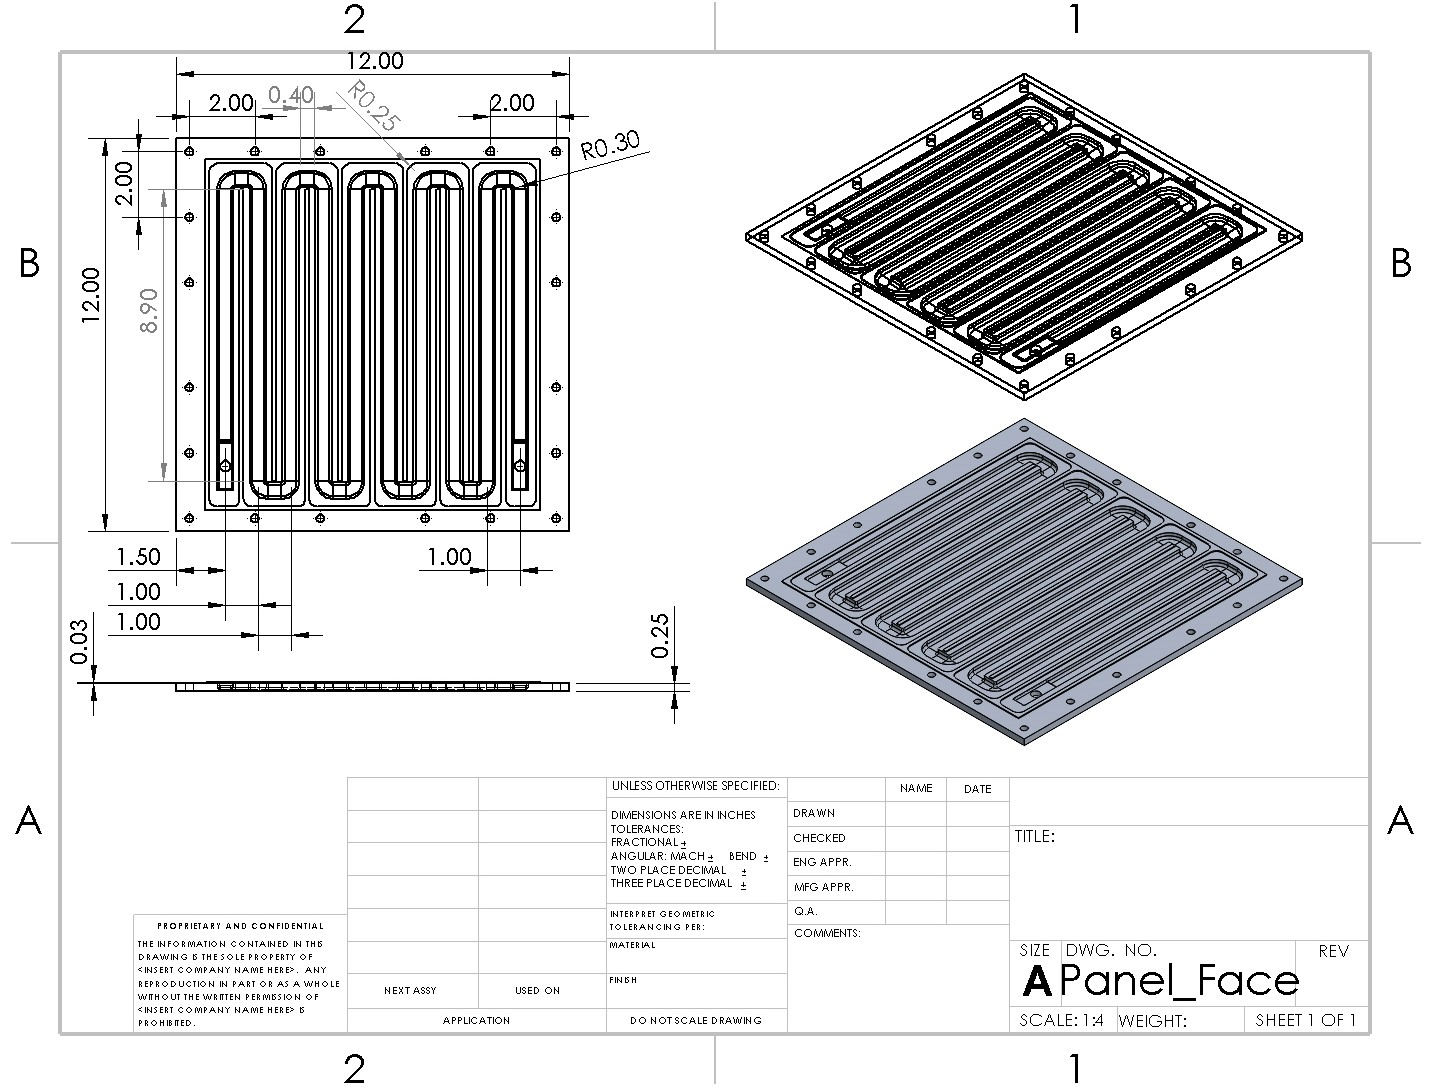 2
1
12.00
2.00
0.40
R0.25
2.00
R0.30
2.00
B
B
12.00
8.90
1.50
1.00
1.00
1.00
0.03
0.25
A
A
UNLESS OTHERWISE SPECIFIED:
DIMENSIONS ARE IN INCHES
TOLERANCES:
FRACTIONAL ±
ANGULAR: MACH ± BEND ±
TWO PLACE DECIMAL ±
THREE PLACE DECIMAL ±
INTERPRET GEOMETRIC
TOLERANCING PER:
MATERIAL
FINISH
DO NOT SCALE DRAWING
NAME
DATE
DRAWN
CHECKED
ENG APPR.
MFG APPR.
Q.A.
COMMENTS:
TITLE:
SIZE
DWG. NO.
REV
A
Panel_Face
SCALE: 1:4
WEIGHT:
SHEET 1 OF 1
PROPRIETARY AND CONFIDENTIAL
THE INFORMATION CONTAINED IN THIS
DRAWING IS THE SOLE PROPERTY OF
<INSERT COMPANY NAME HERE>. ANY
REPRODUCTION IN PART OR AS A WHOLE
WITHOUT THE WRITTEN PERMISSION OF
<INSERT COMPANY NAME HERE> IS
PROHIBITED.
NEXT ASSY
USED ON
APPLICATION
2
1